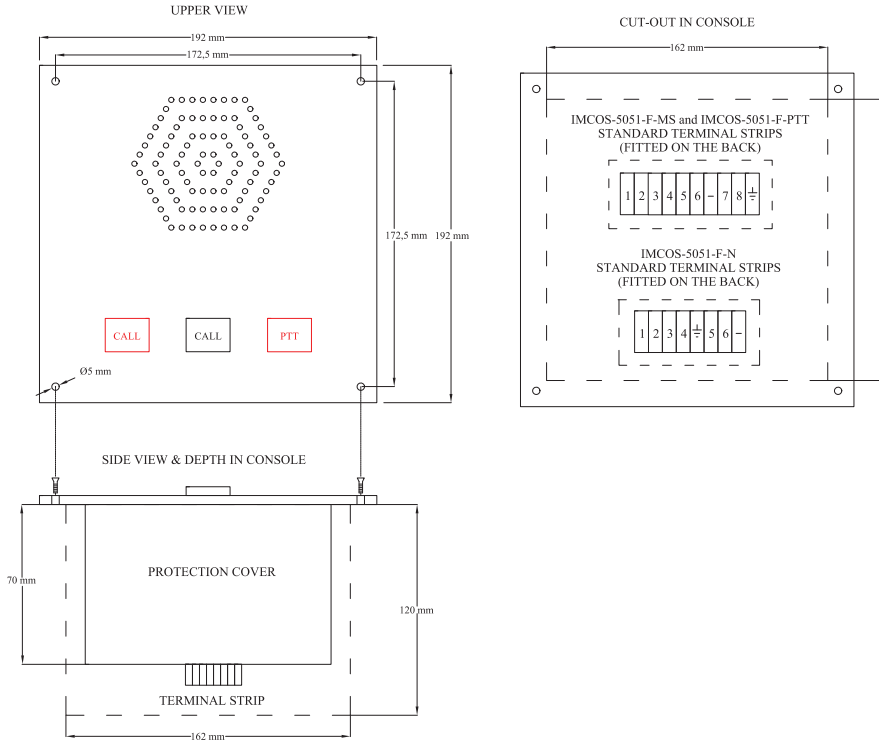 UPPER VIEW
192 mm
172,5 mm
172,5 mm
192 mm
CALL
CALL
PTT
Ø5 mm
CUT-OUT IN CONSOLE
162 mm
IMCOS-5051-F-MS and IMCOS-5051-F-PTT
STANDARD TERMINAL STRIPS
(FITTED ON THE BACK)
1 2 3 4 5 6 - 7 8 ⏚
IMCOS-5051-F-N
STANDARD TERMINAL STRIPS
(FITTED ON THE BACK)
1 2 3 4 ⏚ 5 6 -
SIDE VIEW & DEPTH IN CONSOLE
70 mm
PROTECTION COVER
120 mm
TERMINAL STRIP
162 mm